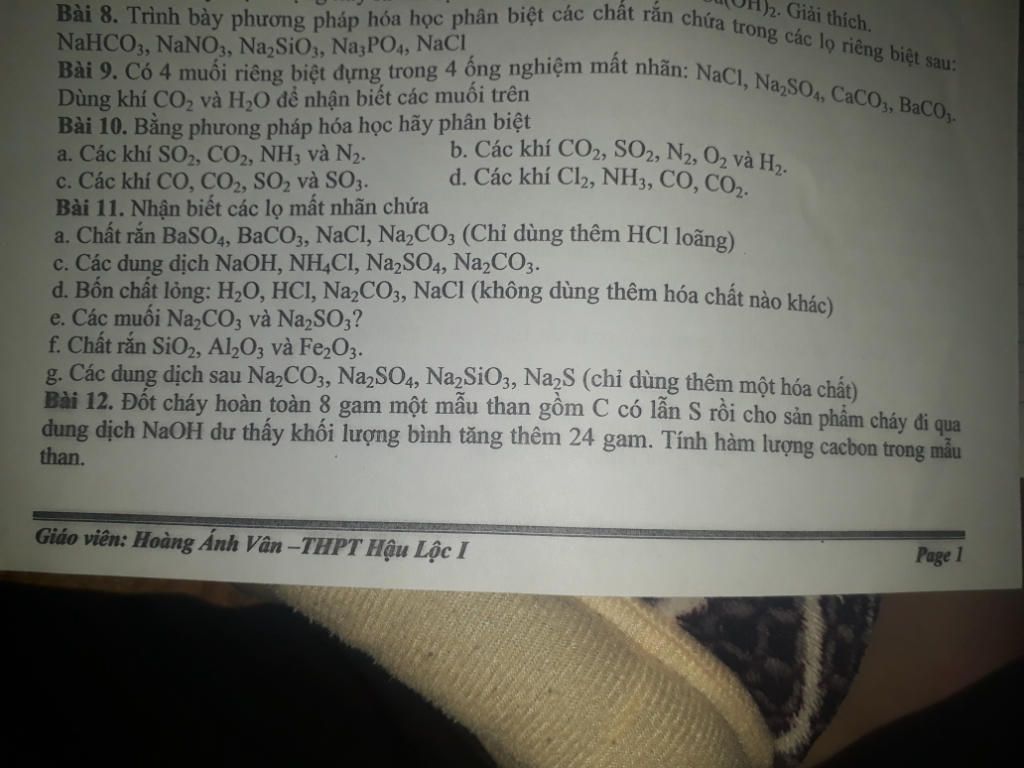 (OH)₂. Giải thích.
Bài 8. Trình bày phương pháp hóa học phân biệt các chất rắn chứa trong các lọ riêng biệt sau:
NaHCO₃, NaNO₃, Na₂SiO₃, Na₃PO₄, NaCl
Bài 9. Có 4 muối riêng biệt đựng trong 4 ống nghiệm mất nhãn: NaCl, Na₂SO₄, CaCO₃, BaCO₃.
Dùng khí CO₂ và H₂O để nhận biết các muối trên
Bài 10. Bằng phương pháp hóa học hãy phân biệt
a. Các khí SO₂, CO₂, NH₃ và N₂. b. Các khí CO₂, SO₂, N₂, O₂ và H₂.
c. Các khí CO, CO₂, SO₂ và SO₃. d. Các khí Cl₂, NH₃, CO, CO₂.
Bài 11. Nhận biết các lọ mất nhãn chứa
a. Chất rắn BaSO₄, BaCO₃, NaCl, Na₂CO₃ (Chỉ dùng thêm HCl loãng)
c. Các dung dịch NaOH, NH₄Cl, Na₂SO₄, Na₂CO₃.
d. Bốn chất lỏng: H₂O, HCl, Na₂CO₃, NaCl (không dùng thêm hóa chất nào khác)
e. Các muối Na₂CO₃ và Na₂SO₃?
f. Chất rắn SiO₂, Al₂O₃ và Fe₂O₃.
g. Các dung dịch sau Na₂CO₃, Na₂SO₄, Na₂SiO₃, Na₂S (chỉ dùng thêm một hóa chất)
Bài 12. Đốt cháy hoàn toàn 8 gam một mẫu than gồm C có lẫn S rồi cho sản phẩm cháy đi qua
dung dịch NaOH dư thấy khối lượng bình tăng thêm 24 gam. Tính hàm lượng cacbon trong mẫu
than.
Giáo viên: Hoàng Ánh Vân –THPT Hậu Lộc I Page 1